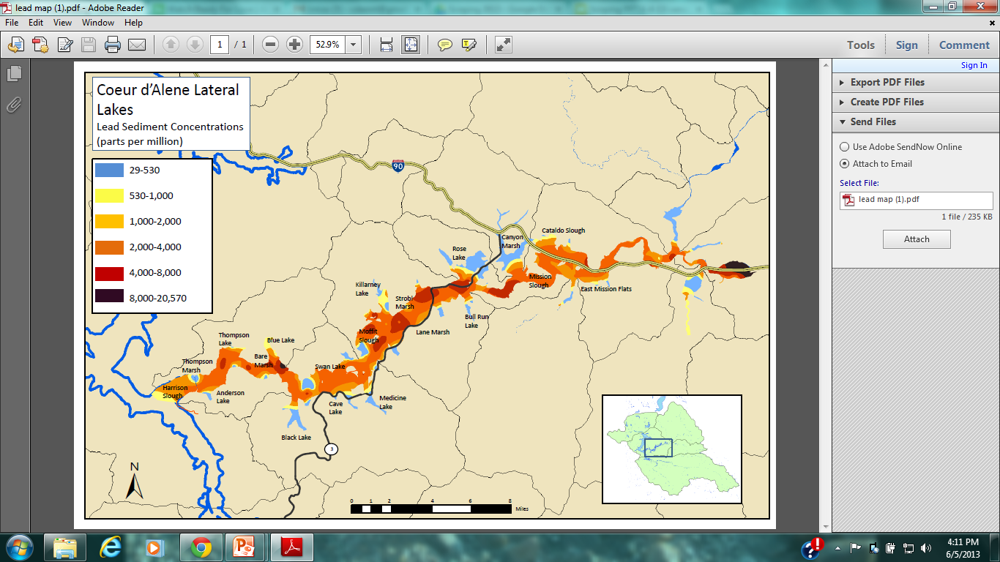 lead map (1).pdf - Adobe Reader
File Edit View Window Help
1 / 1 52.9% Tools Sign Comment
Sign In
Export PDF Files
Create PDF Files
Send Files
Use Adobe SendNow Online
Attach to Email
Select File:
lead map (1).pdf
1 file / 235 KB
Attach
Coeur d'Alene Lateral
Lakes
Lead Sediment Concentrations
(parts per million)
29-530
530-1,000
1,000-2,000
2,000-4,000
4,000-8,000
8,000-20,570
90
Cataldo Slough
Canyon
Marsh
Rose
Lake
Mission
Slough
East Mission Flats
Killarney
Lake
Strobl
Marsh
Bull Run
Lake
Lane Marsh
Moffit
Slough
Thompson
Lake
Blue Lake
Bare
Marsh
Swan Lake
Thompson
Marsh
Harrison
Slough
Anderson
Lake
Cave
Lake
Medicine
Lake
Black Lake
3
N
0 1 2 4 6 8
Miles
4:11 PM
6/5/2013